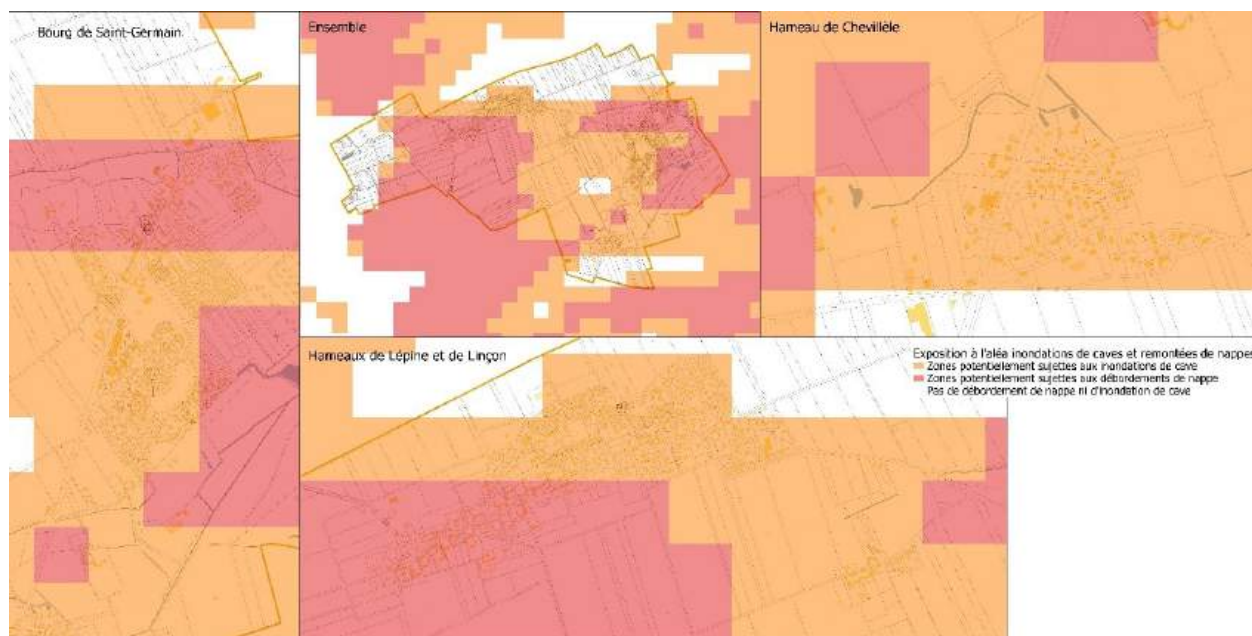 Bourg de Saint-Germain
Ensemble
Hameau de Chevillèle
Hameaux de Lépine et de Linçon
Exposition à l'aléa inondations de caves et remontées de nappes
Zones potentiellement sujettes aux inondations de cave
Zones potentiellement sujettes aux débordements de nappe
Pas de débordement de nappe ni d'inondation de cave